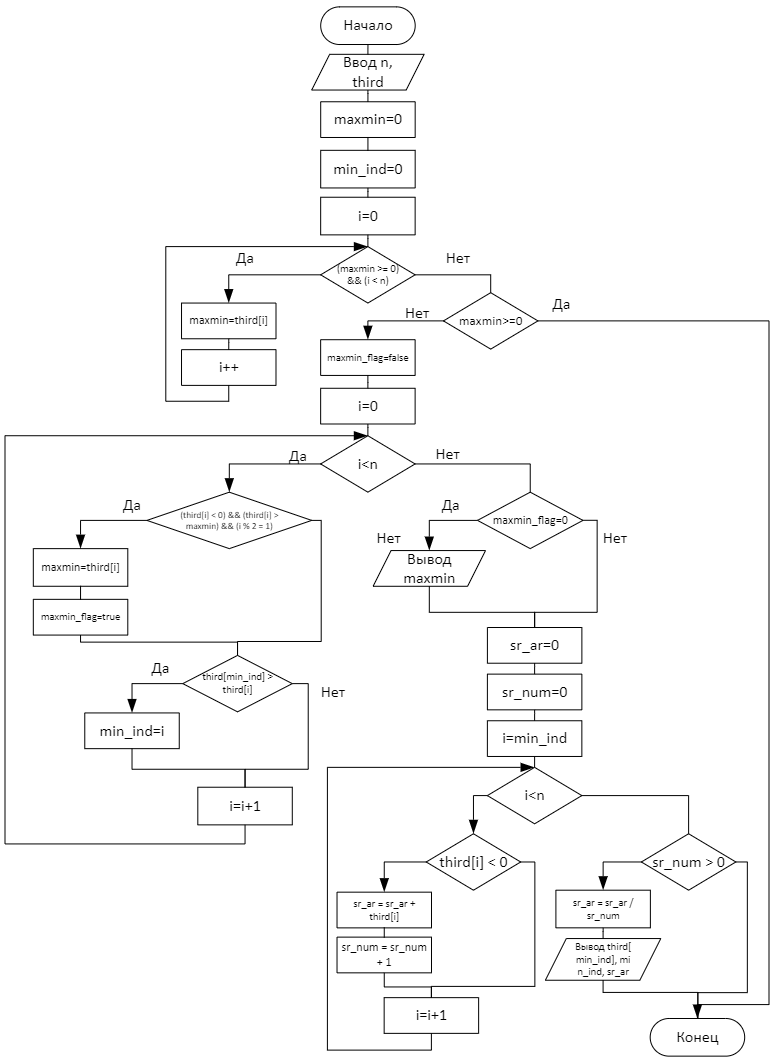 Начало
Ввод n,
third
maxmin=0
min_ind=0
i=0
Да
(maxmin >= 0)
&& (i < n)
Нет
maxmin=third[i]
i++
Нет
maxmin>=0
Да
maxmin_flag=false
i=0
Да
i<n
Нет
Да
(third[i] < 0) && (third[i] >
maxmin) && (i % 2 = 1)
Да
maxmin_flag=0
Нет
Нет
Вывод
maxmin
maxmin=third[i]
maxmin_flag=true
sr_ar=0
Да
third[min_ind] >
third[i]
Нет
sr_num=0
min_ind=i
i=min_ind
i=i+1
i<n
third[i] < 0
sr_num > 0
sr_ar = sr_ar +
third[i]
sr_ar = sr_ar /
sr_num
sr_num = sr_num
+ 1
Вывод third[
min_ind], mi
n_ind, sr_ar
i=i+1
Конец